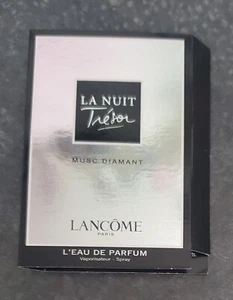 LA NUIT
Trésor
MUSC DIAMANT
LANCÔME
PARIS
L'EAU DE PARFUM
Vaporisateur - Spray